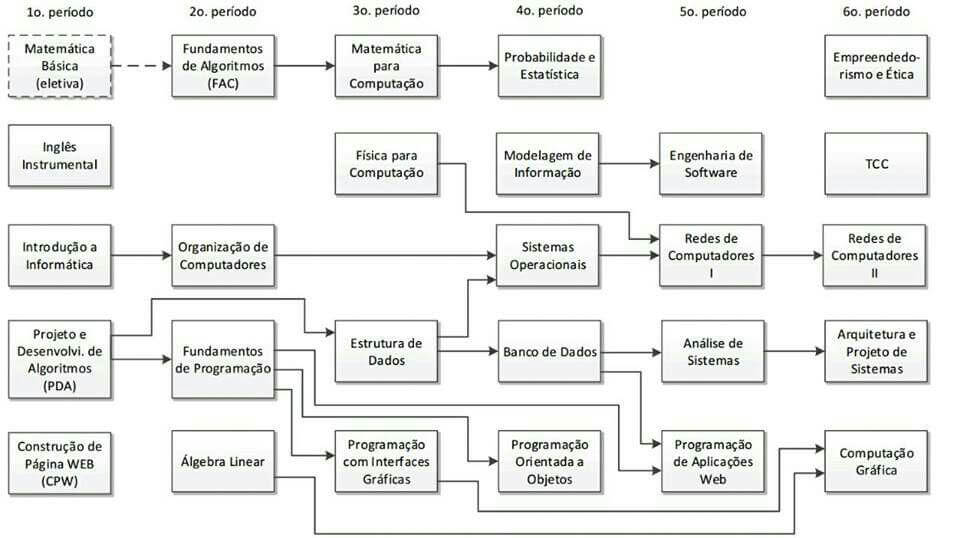 1o. período
2o. período
3o. período
4o. período
5o. período
6o. período
Matemática
Básica
(eletiva)
Fundamentos
de Algoritmos
(FAC)
Matemática
para
Computação
Probabilidade e
Estatística
Empreendedo-
rismo e Ética
Inglês
Instrumental
Física para
Computação
Modelagem de
Informação
Engenharia de
Software
TCC
Introdução a
Informática
Organização de
Computadores
Sistemas
Operacionais
Redes de
Computadores
I
Redes de
Computadores
II
Projeto e
Desenvolvi. de
Algoritmos
(PDA)
Fundamentos
de Programação
Estrutura de
Dados
Banco de Dados
Análise de
Sistemas
Arquitetura e
Projeto de
Sistemas
Construção de
Página WEB
(CPW)
Álgebra Linear
Programação
com Interfaces
Gráficas
Programação
Orientada a
Objetos
Programação
de Aplicações
Web
Computação
Gráfica